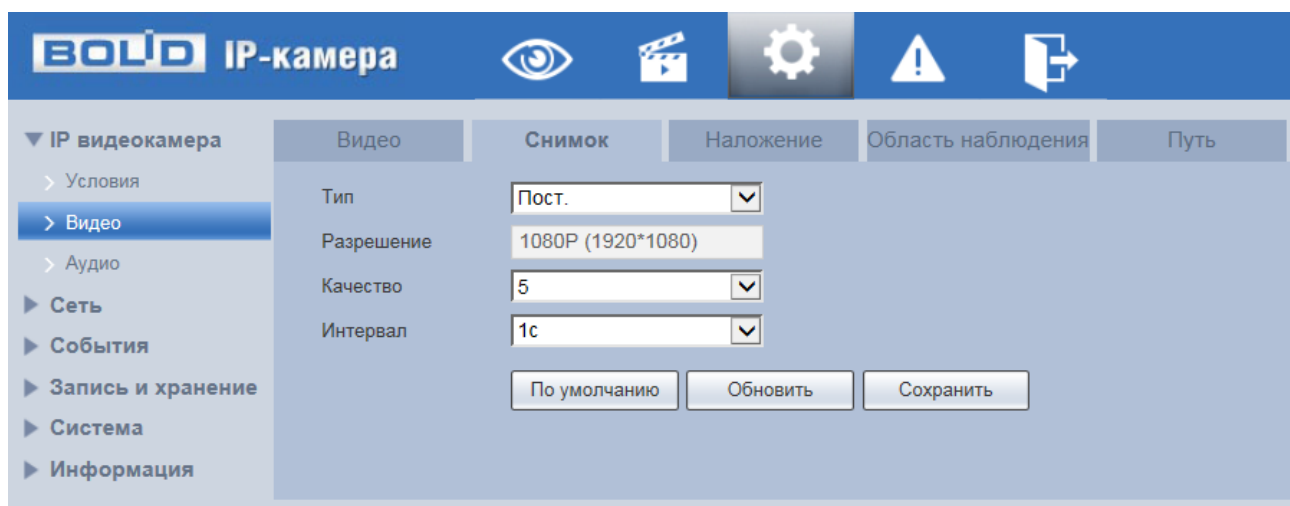 BOLID IP-камера
IP видеокамера
Условия
Видео
Аудио
Сеть
События
Запись и хранение
Система
Информация
Видео Снимок Наложение Область наблюдения Путь
Тип Пост.
Разрешение 1080P (1920*1080)
Качество 5
Интервал 1с
По умолчанию Обновить Сохранить